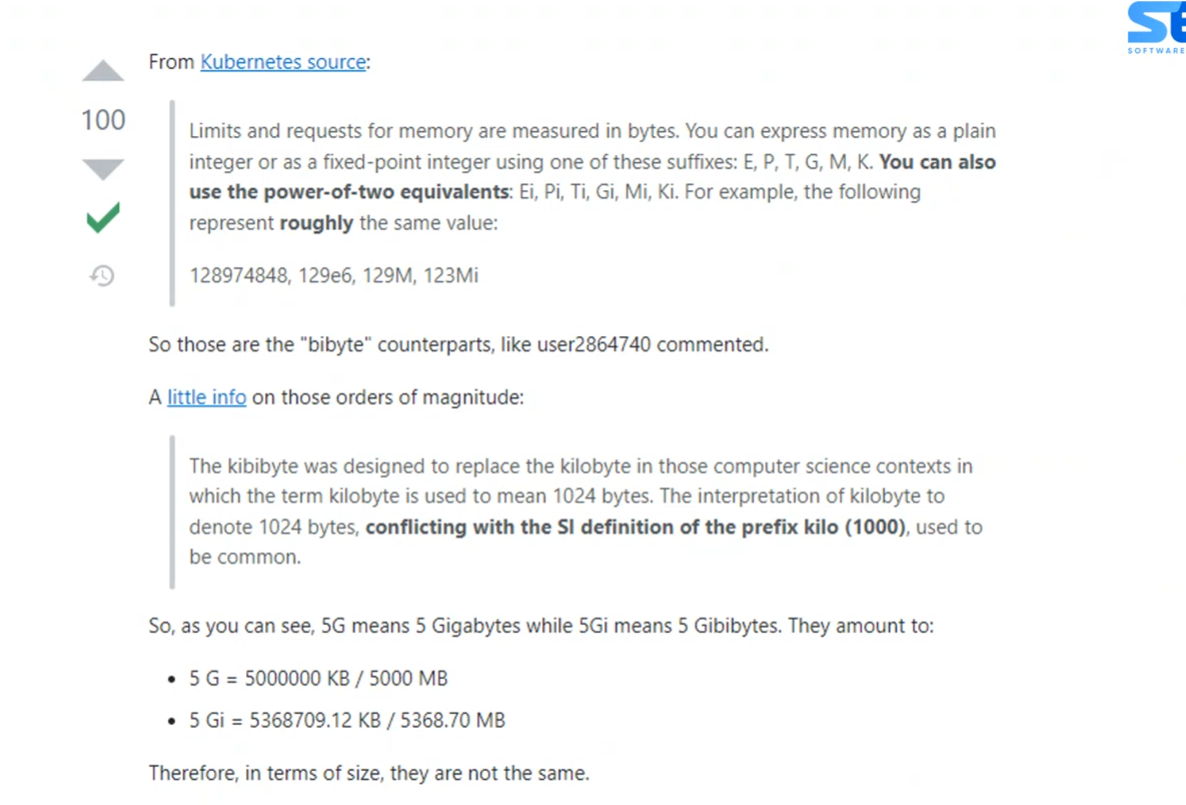 SE
SOFTWARE
From Kubernetes source:
100
Limits and requests for memory are measured in bytes. You can express memory as a plain
integer or as a fixed-point integer using one of these suffixes: E, P, T, G, M, K. You can also
use the power-of-two equivalents: Ei, Pi, Ti, Gi, Mi, Ki. For example, the following
represent roughly the same value:
128974848, 129e6, 129M, 123Mi
So those are the "bibyte" counterparts, like user2864740 commented.
A little info on those orders of magnitude:
The kibibyte was designed to replace the kilobyte in those computer science contexts in
which the term kilobyte is used to mean 1024 bytes. The interpretation of kilobyte to
denote 1024 bytes, conflicting with the SI definition of the prefix kilo (1000), used to
be common.
So, as you can see, 5G means 5 Gigabytes while 5Gi means 5 Gibibytes. They amount to:
• 5 G = 5000000 KB / 5000 MB
• 5 Gi = 5368709.12 KB / 5368.70 MB
Therefore, in terms of size, they are not the same.